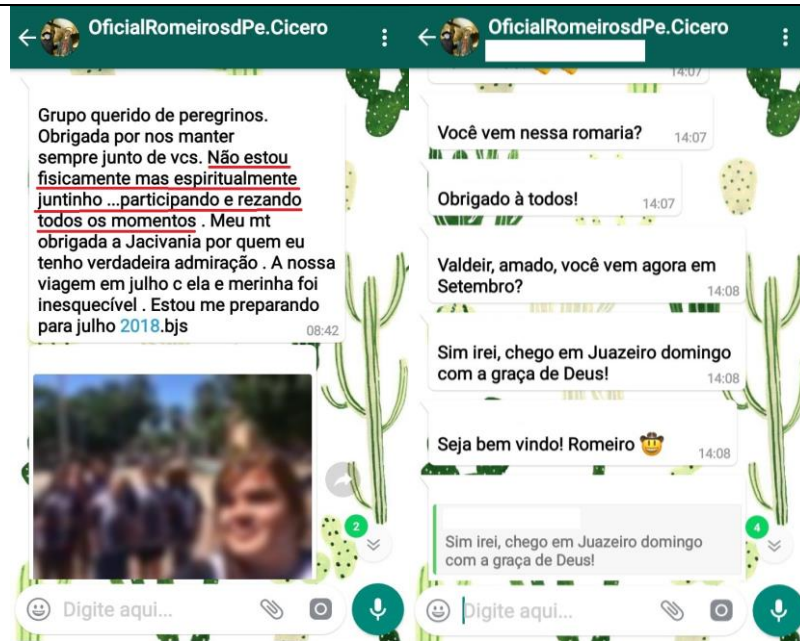 OficialRomeirosdPe.Cicero
Grupo querido de peregrinos.
Obrigada por nos manter
sempre junto de vcs. Não estou
fisicamente mas espiritualmente
juntinho ...participando e rezando
todos os momentos . Meu mt
obrigada a Jacivania por quem eu
tenho verdadeira admiração . A nossa
viagem em julho c ela e merinha foi
inesquecível . Estou me preparando
para julho 2018.bjs
08:42
2
Digite aqui...
OficialRomeirosdPe.Cicero
14:07
Você vem nessa romaria? 14:07
Obrigado à todos! 14:07
Valdeir, amado, você vem agora em
Setembro? 14:08
Sim irei, chego em Juazeiro domingo
com a graça de Deus! 14:08
Seja bem vindo! Romeiro 🤠 14:08
Sim irei, chego em Juazeiro domingo
com a graça de Deus!
4
Digite aqui...